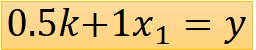 0.5k+1x₁ = y